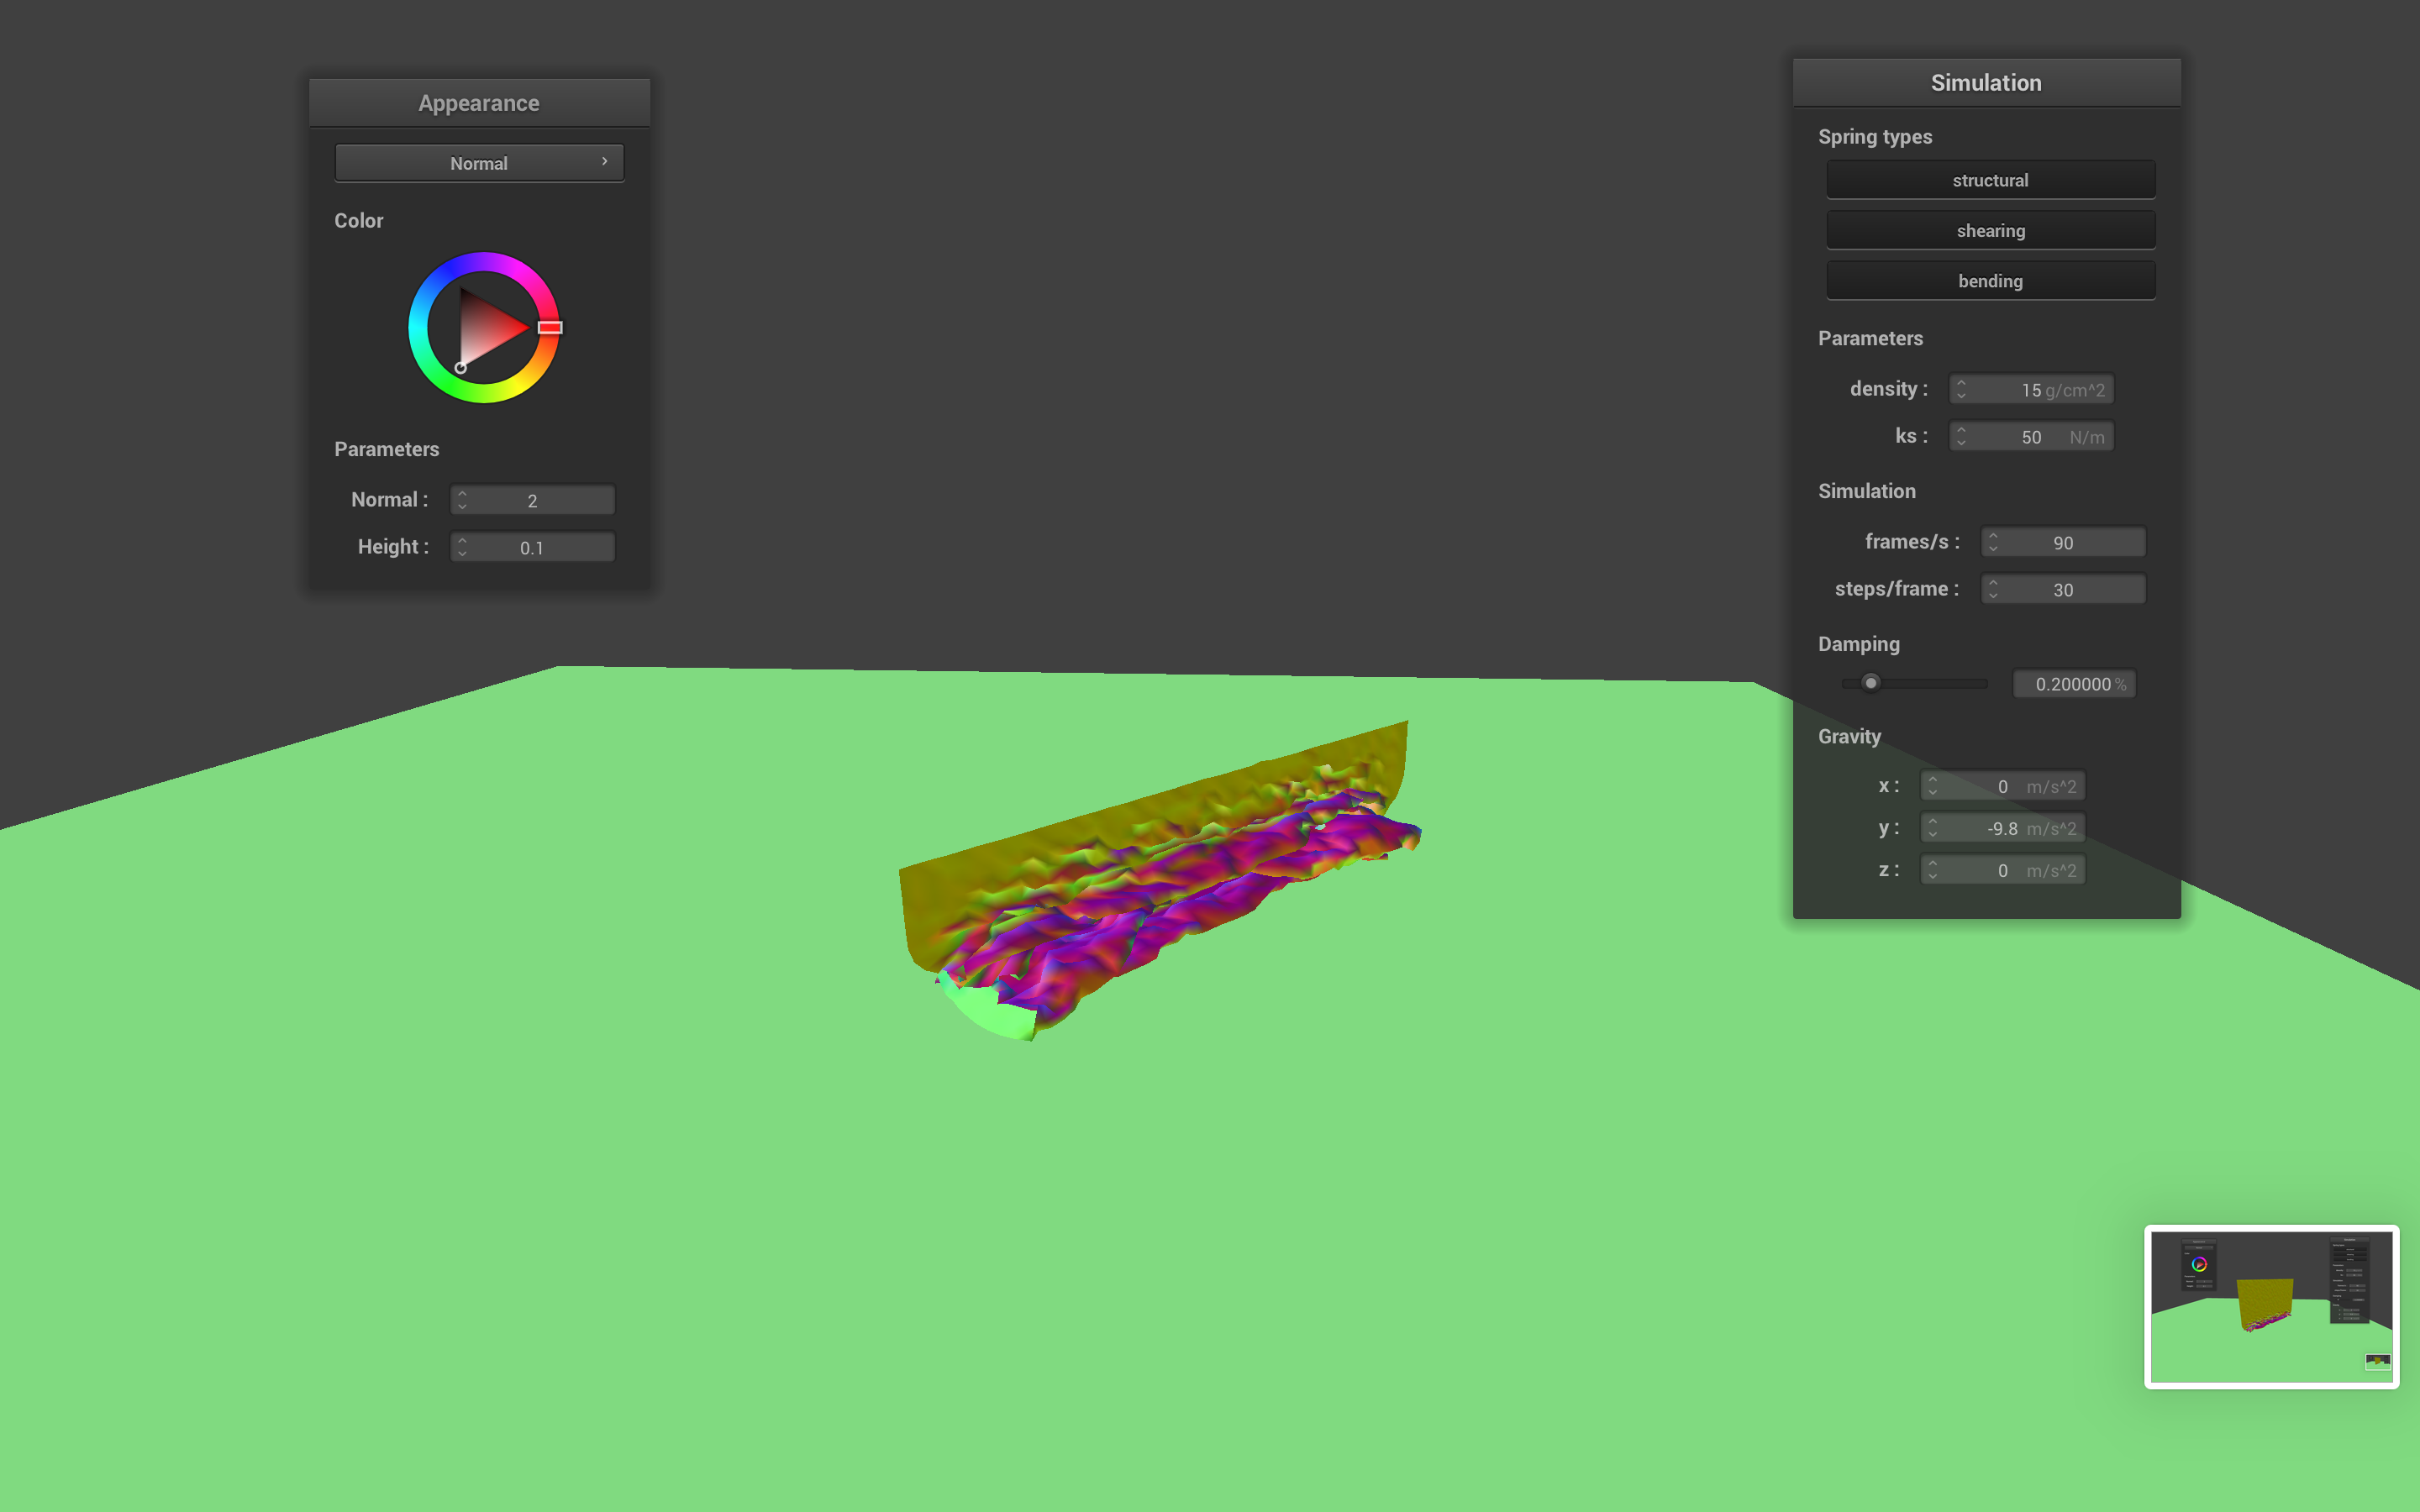 Appearance
Normal
Color
Parameters
Normal :
2
Height :
0.1
Simulation
Spring types
structural
shearing
bending
Parameters
density :
15 g/cm^2
ks :
50 N/m
Simulation
frames/s :
90
steps/frame :
30
Damping
0.200000 %
Gravity
x :
0 m/s^2
y :
-9.8 m/s^2
z :
0 m/s^2